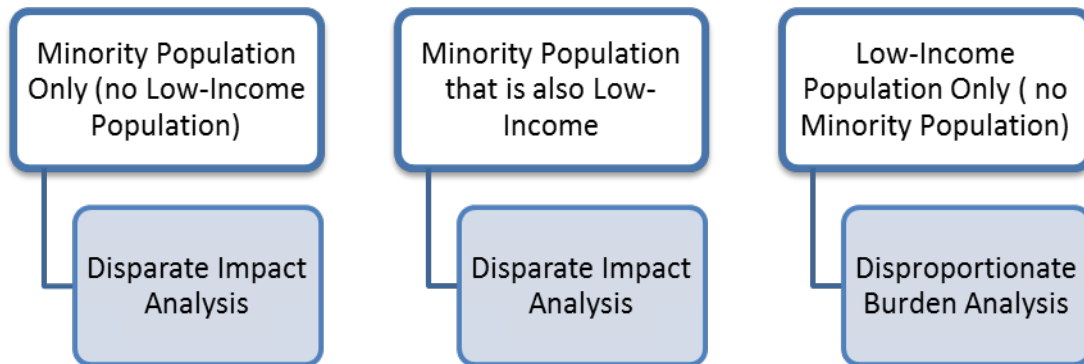 Minority Population
Only (no Low-Income
Population)
Disparate Impact
Analysis
Minority Population
that is also Low-
Income
Disparate Impact
Analysis
Low-Income
Population Only ( no
Minority Population)
Disproportionate
Burden Analysis